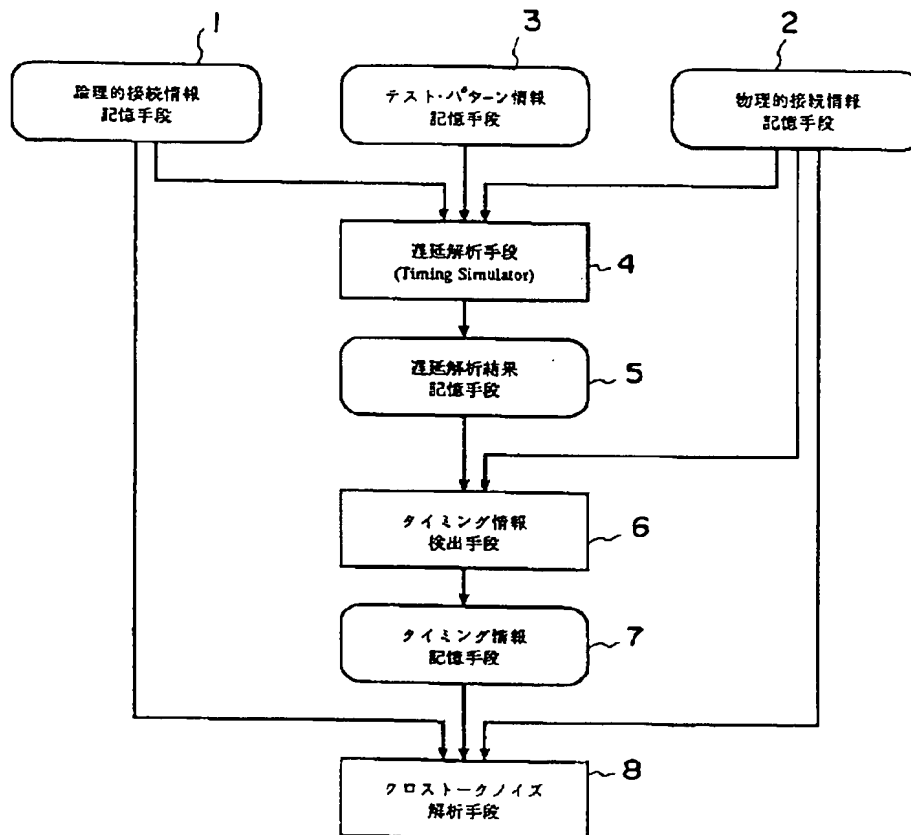 1
3
2
論理的接続情報
記憶手段
テスト・パターン情報
記憶手段
物理的接続情報
記憶手段
遅延解析手段
(Timing Simulator)
4
遅延解析結果
記憶手段
5
タイミング情報
検出手段
6
タイミング情報
記憶手段
7
クロストークノイズ
解析手段
8